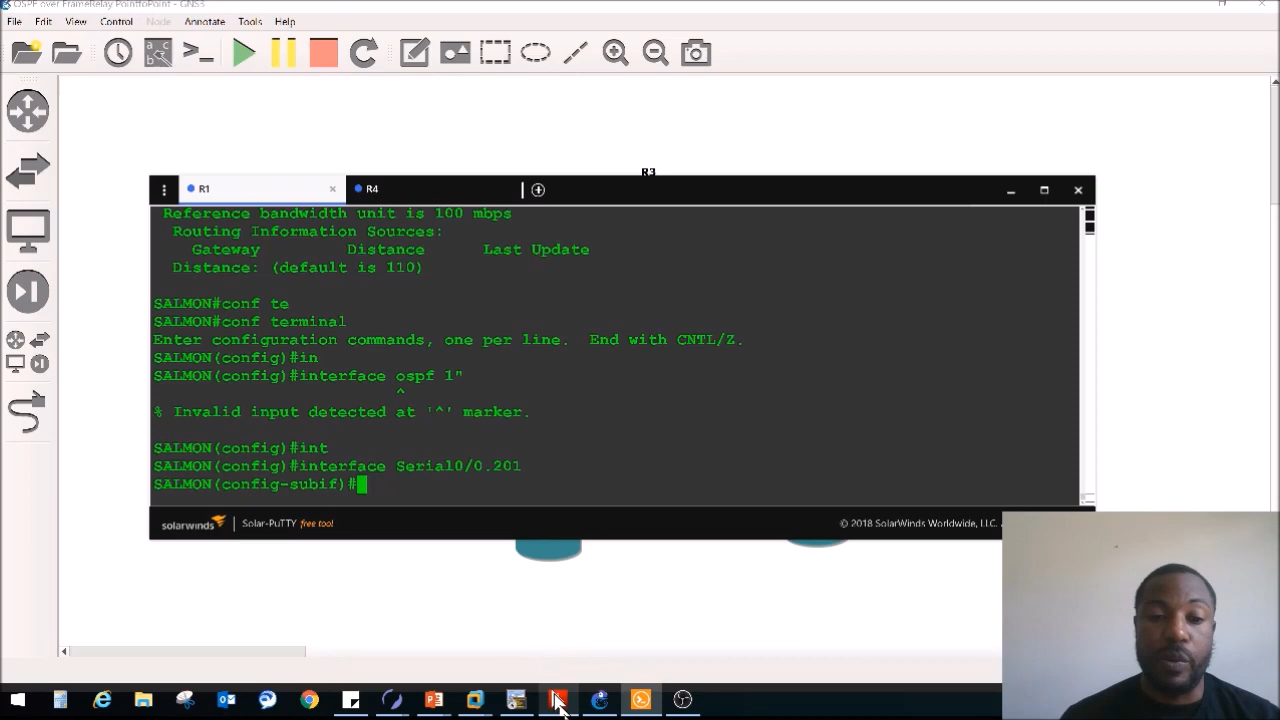 OSPF over FrameRelay PointtoPoint - GNS3
File Edit View Control Node Annotate Tools Help
R3
R1 R4
Reference bandwidth unit is 100 mbps
Routing Information Sources:
Gateway Distance Last Update
Distance: (default is 110)
SALMON#conf te
SALMON#conf terminal
Enter configuration commands, one per line. End with CNTL/Z.
SALMON(config)#in
SALMON(config)#interface ospf 1"
^
% Invalid input detected at '^' marker.
SALMON(config)#int
SALMON(config)#interface Serial0/0.201
SALMON(config-subif)#
solarwinds Solar-PuTTY free tool © 2018 SolarWinds Worldwide, LLC.